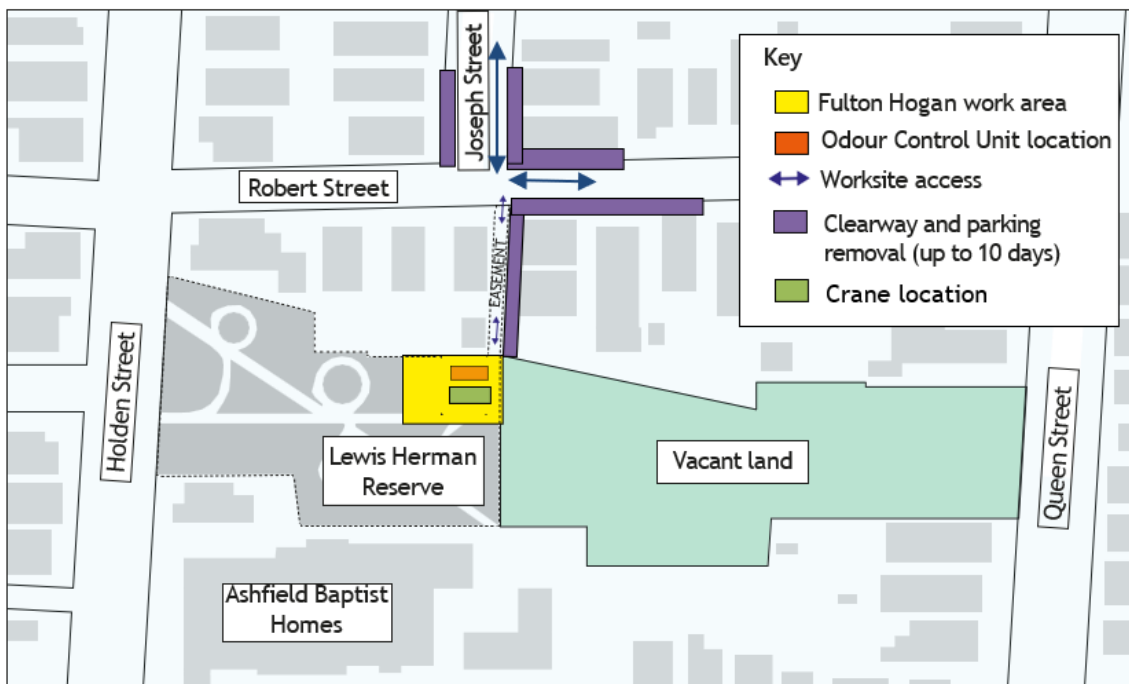 Joseph Street
Key
Fulton Hogan work area
Odour Control Unit location
Worksite access
Clearway and parking
removal (up to 10 days)
Crane location
Robert Street
EASEMENT
Holden Street
Lewis Herman
Reserve
Vacant land
Queen Street
Ashfield Baptist
Homes